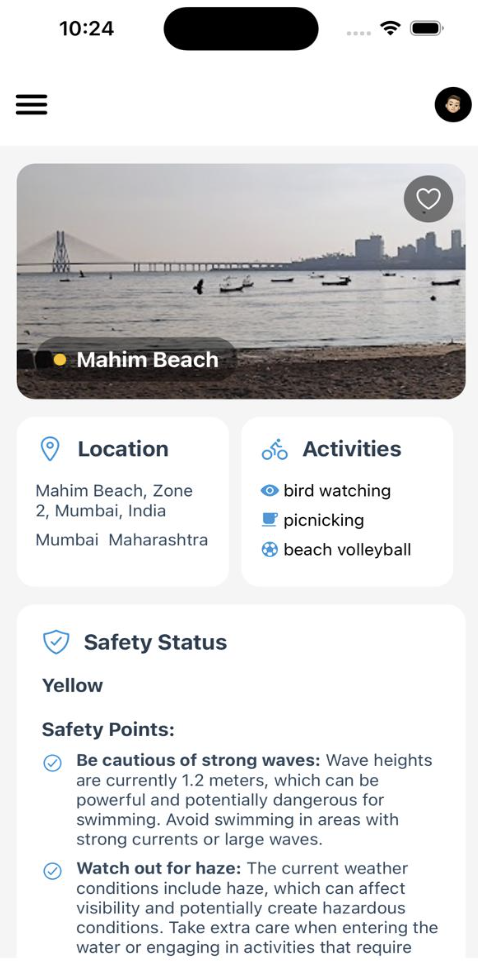 10:24
Mahim Beach
Location
Mahim Beach, Zone
2, Mumbai, India
Mumbai Maharashtra
Activities
bird watching
picnicking
beach volleyball
Safety Status
Yellow
Safety Points:
Be cautious of strong waves: Wave heights
are currently 1.2 meters, which can be
powerful and potentially dangerous for
swimming. Avoid swimming in areas with
strong currents or large waves.
Watch out for haze: The current weather
conditions include haze, which can affect
visibility and potentially create hazardous
conditions. Take extra care when entering the
water or engaging in activities that require